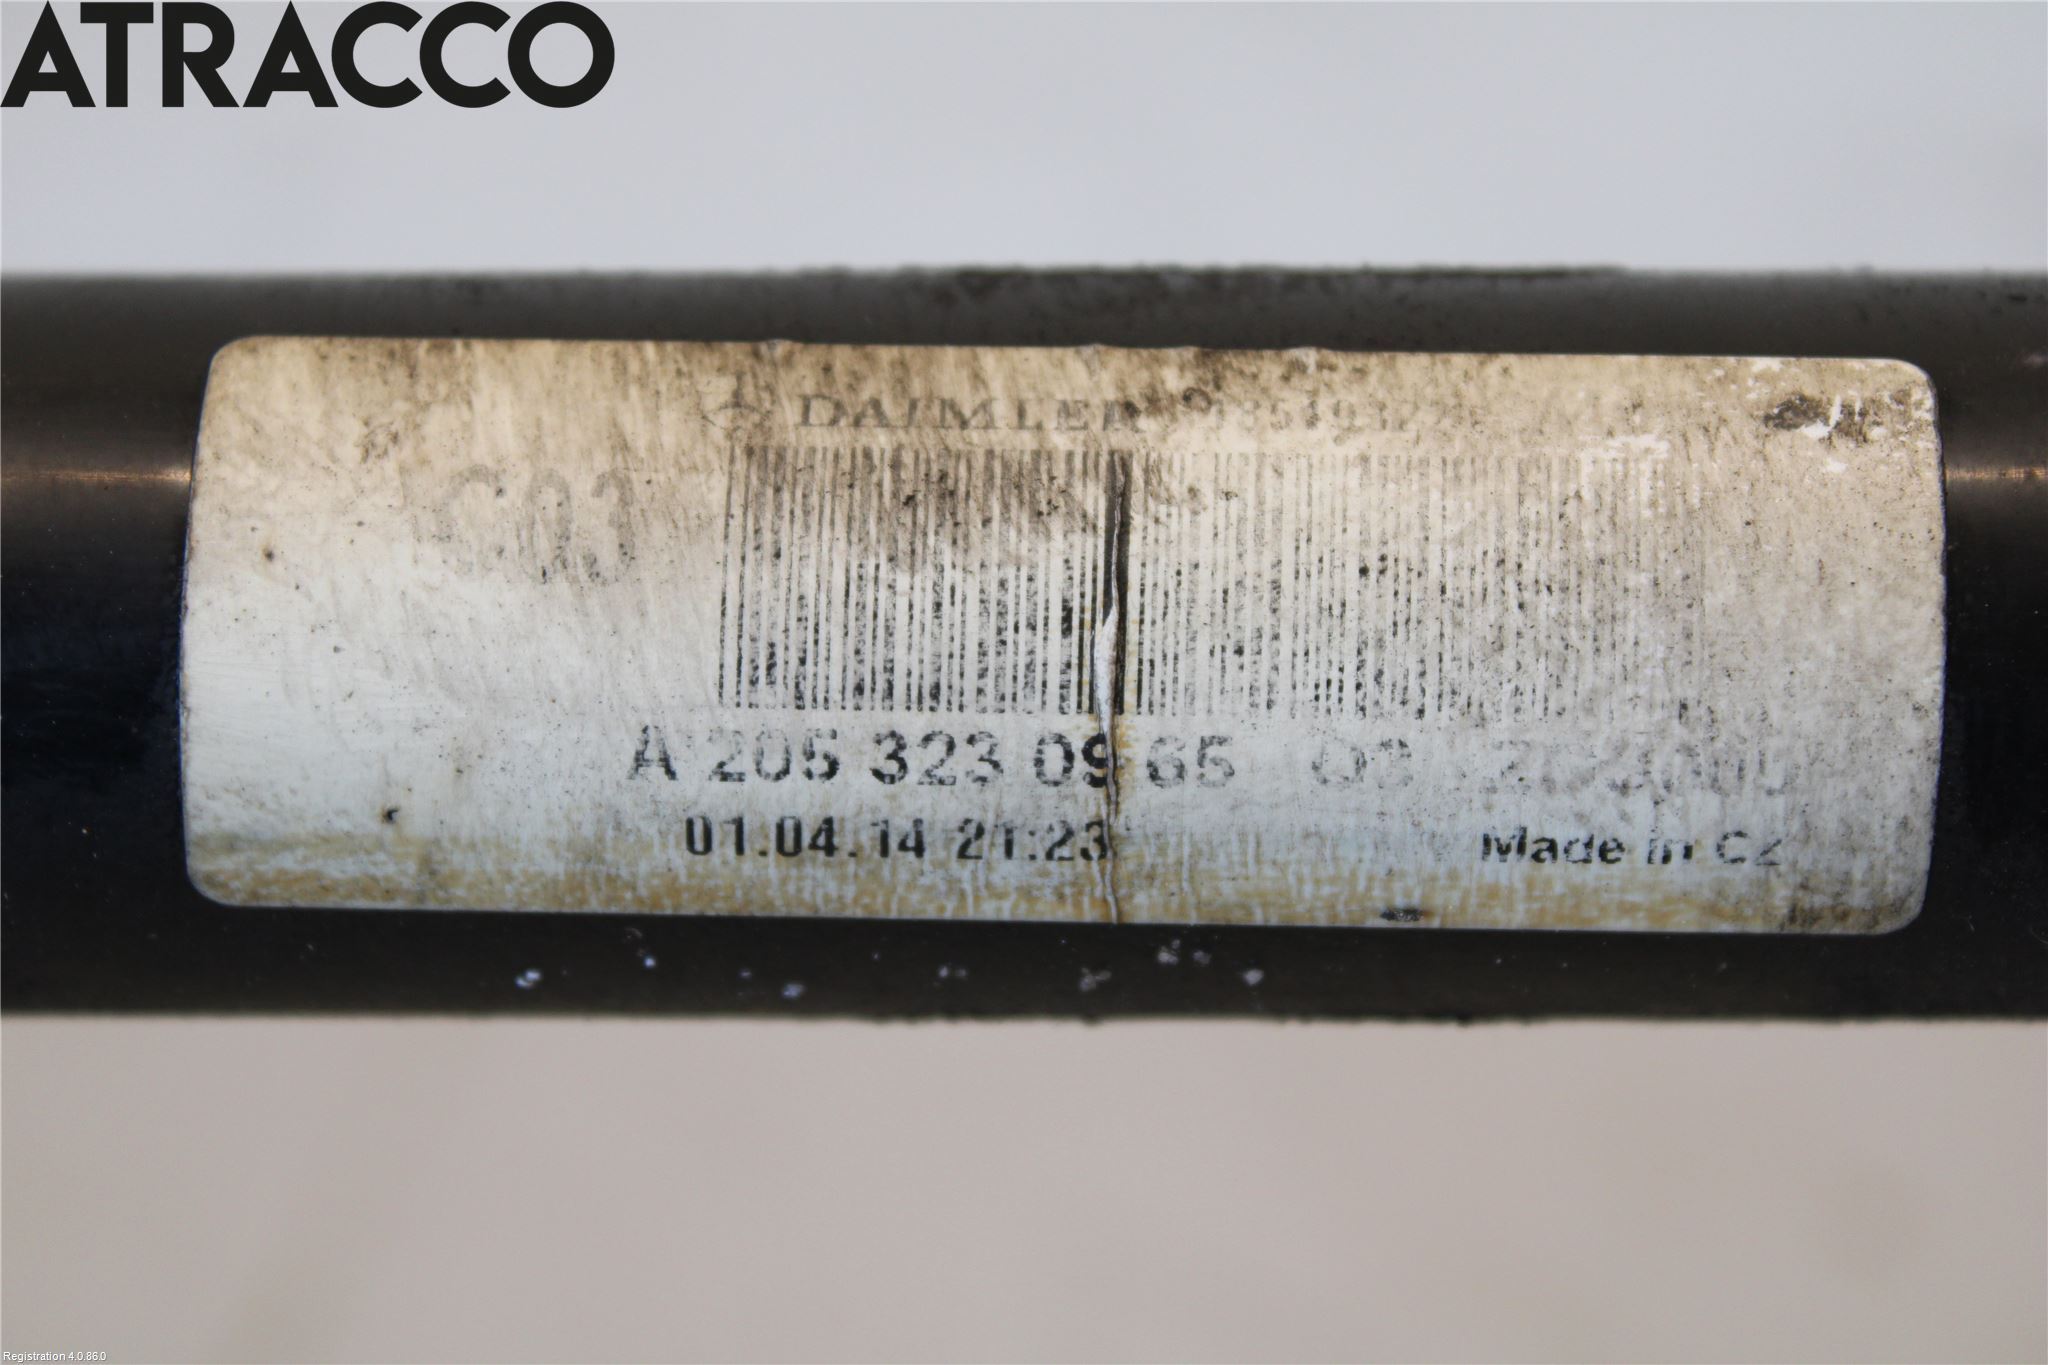 ATRACCO
DAIMLER
A 205 323 09 65 03
01.04.14 21:23
Made in CZ
Registration 4.0.86.0